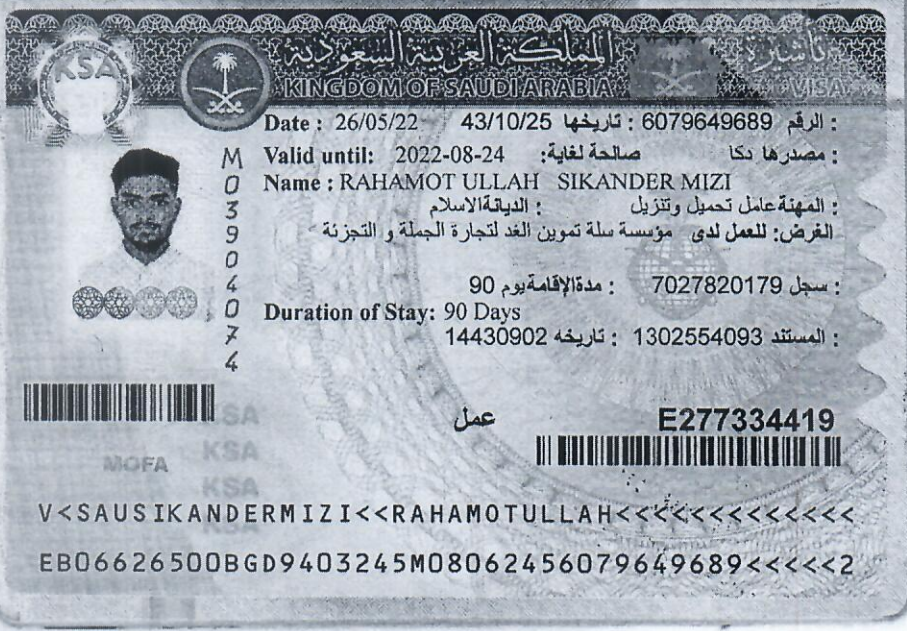 KSA
المملكة العربية السعودية
تأشيرة
KINGDOM OF SAUDI ARABIA
VISA
Date : 26/05/22 43/10/25 : تاريخها 6079649689 : الرقم
Valid until: 2022-08-24 صالحة لغاية: مصدرها دكا :
Name : RAHAMOT ULLAH SIKANDER MIZI
المهنة عامل تحميل وتنزيل : الديانة الاسلام :
الغرض: للعمل لدى مؤسسة سلة تموين الغد لتجارة الجملة و التجزئة
سجل 7027820179 : مدة الإقامة يوم 90 :
Duration of Stay: 90 Days
المستند 1302554093 : تاريخه 14430902 :
M03904074
عمل
E277334419
KSA
KSA
MOFA
KSA
V<SAUSIKANDERMIZI<<RAHAMOTULLAH<<<<<<<<<<<<<
EB06626500BGD9403245M08062456079649689<<<<<2